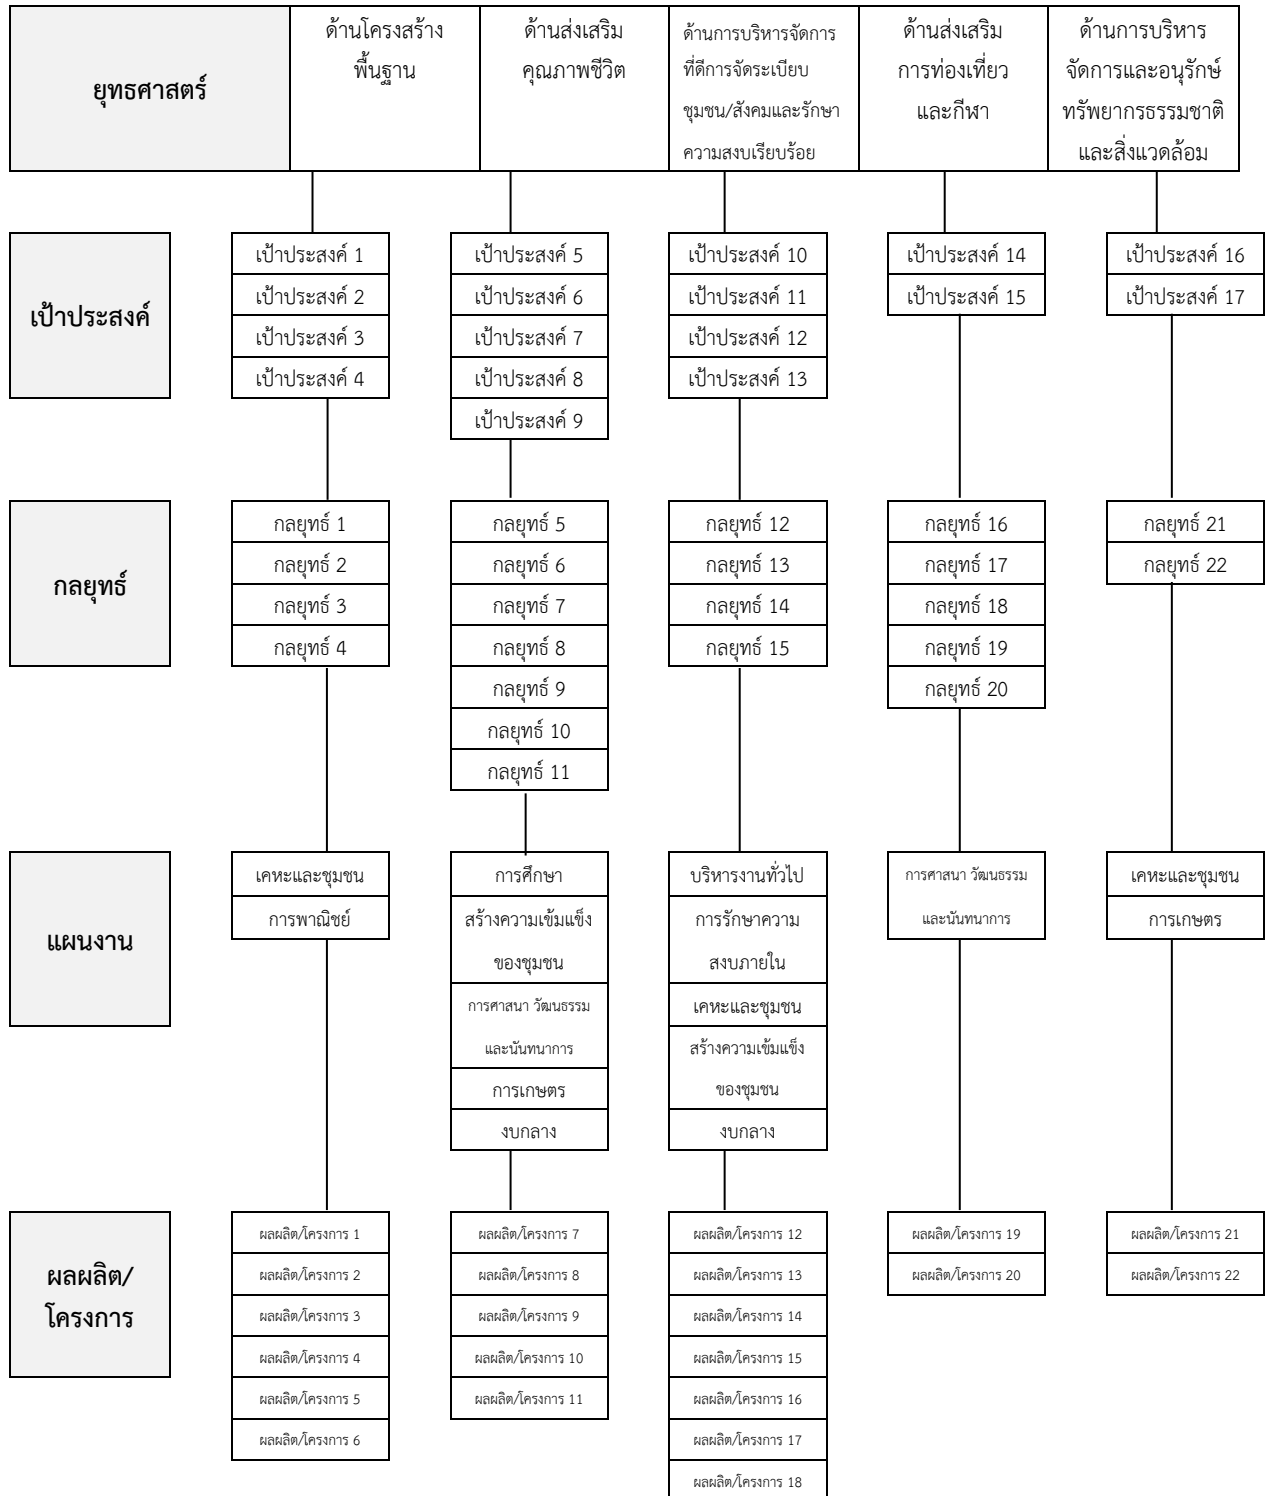 ยุทธศาสตร์
ด้านโครงสร้าง
พื้นฐาน
ด้านส่งเสริม
คุณภาพชีวิต
ด้านการบริหารจัดการ
ที่ดีการจัดระเบียบ
ชุมชน/สังคมและรักษา
ความสงบเรียบร้อย
ด้านส่งเสริม
การท่องเที่ยว
และกีฬา
ด้านการบริหาร
จัดการและอนุรักษ์
ทรัพยากรธรรมชาติ
และสิ่งแวดล้อม
เป้าประสงค์
เป้าประสงค์ 1
เป้าประสงค์ 2
เป้าประสงค์ 3
เป้าประสงค์ 4
เป้าประสงค์ 5
เป้าประสงค์ 6
เป้าประสงค์ 7
เป้าประสงค์ 8
เป้าประสงค์ 9
เป้าประสงค์ 10
เป้าประสงค์ 11
เป้าประสงค์ 12
เป้าประสงค์ 13
เป้าประสงค์ 14
เป้าประสงค์ 15
เป้าประสงค์ 16
เป้าประสงค์ 17
กลยุทธ์
กลยุทธ์ 1
กลยุทธ์ 2
กลยุทธ์ 3
กลยุทธ์ 4
กลยุทธ์ 5
กลยุทธ์ 6
กลยุทธ์ 7
กลยุทธ์ 8
กลยุทธ์ 9
กลยุทธ์ 10
กลยุทธ์ 11
กลยุทธ์ 12
กลยุทธ์ 13
กลยุทธ์ 14
กลยุทธ์ 15
กลยุทธ์ 16
กลยุทธ์ 17
กลยุทธ์ 18
กลยุทธ์ 19
กลยุทธ์ 20
กลยุทธ์ 21
กลยุทธ์ 22
แผนงาน
เคหะและชุมชน
การพาณิชย์
การศึกษา
สร้างความเข้มแข็ง
ของชุมชน
การศาสนา วัฒนธรรม
และนันทนาการ
การเกษตร
งบกลาง
บริหารงานทั่วไป
การรักษาความ
สงบภายใน
เคหะและชุมชน
สร้างความเข้มแข็ง
ของชุมชน
งบกลาง
การศาสนา วัฒนธรรม
และนันทนาการ
เคหะและชุมชน
การเกษตร
ผลผลิต/
โครงการ
ผลผลิต/โครงการ 1
ผลผลิต/โครงการ 2
ผลผลิต/โครงการ 3
ผลผลิต/โครงการ 4
ผลผลิต/โครงการ 5
ผลผลิต/โครงการ 6
ผลผลิต/โครงการ 7
ผลผลิต/โครงการ 8
ผลผลิต/โครงการ 9
ผลผลิต/โครงการ 10
ผลผลิต/โครงการ 11
ผลผลิต/โครงการ 12
ผลผลิต/โครงการ 13
ผลผลิต/โครงการ 14
ผลผลิต/โครงการ 15
ผลผลิต/โครงการ 16
ผลผลิต/โครงการ 17
ผลผลิต/โครงการ 18
ผลผลิต/โครงการ 19
ผลผลิต/โครงการ 20
ผลผลิต/โครงการ 21
ผลผลิต/โครงการ 22